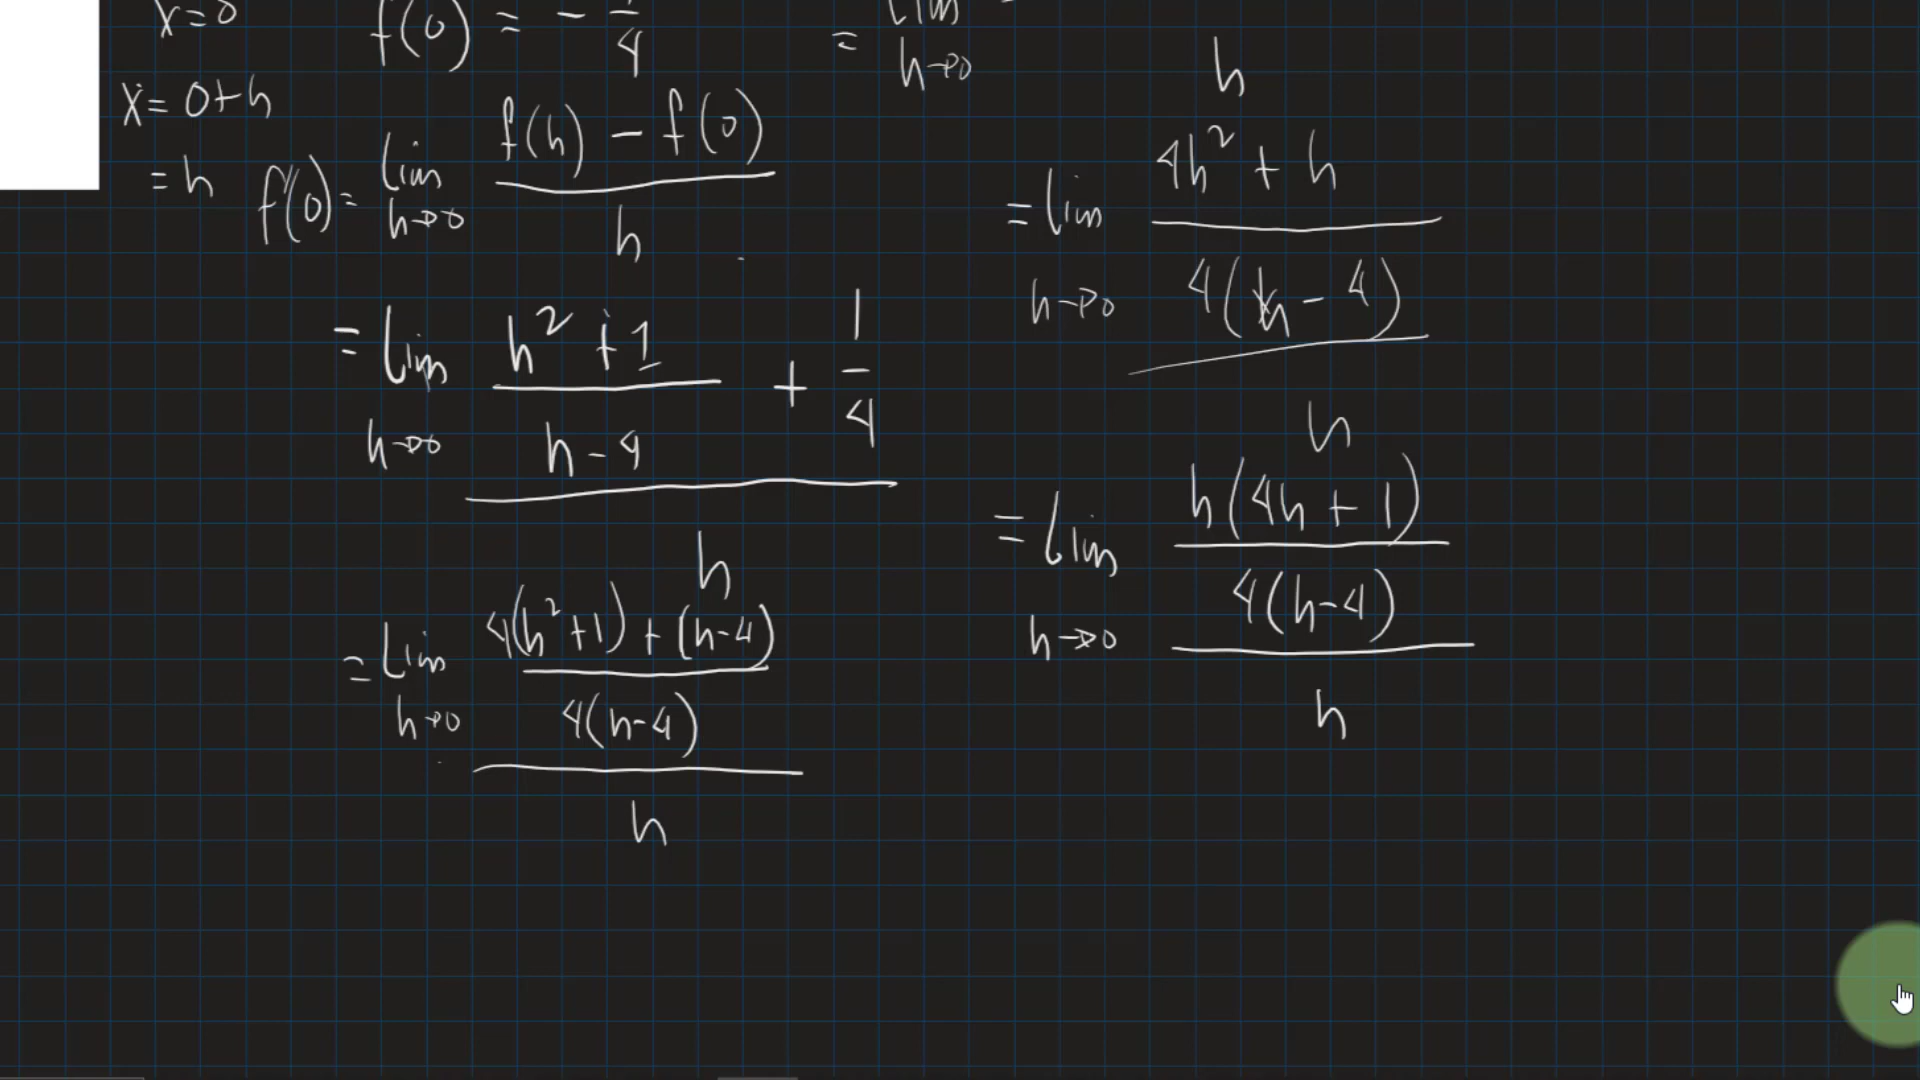 x=0 f(0) = - 1/4
x= 0+h
=h f'(0)= lim h→0 (f(h) - f(0))/h
= lim h→0 ((h² + 1)/(h-4) + 1/4)/h
= lim h→0 ((4(h²+1) + (h-4))/(4(h-4)))/h
= lim h→0
h
= lim h→0 ((4h² + h)/(4(h - 4)))/h
= lim h→0 ((h(4h + 1))/(4(h-4)))/h